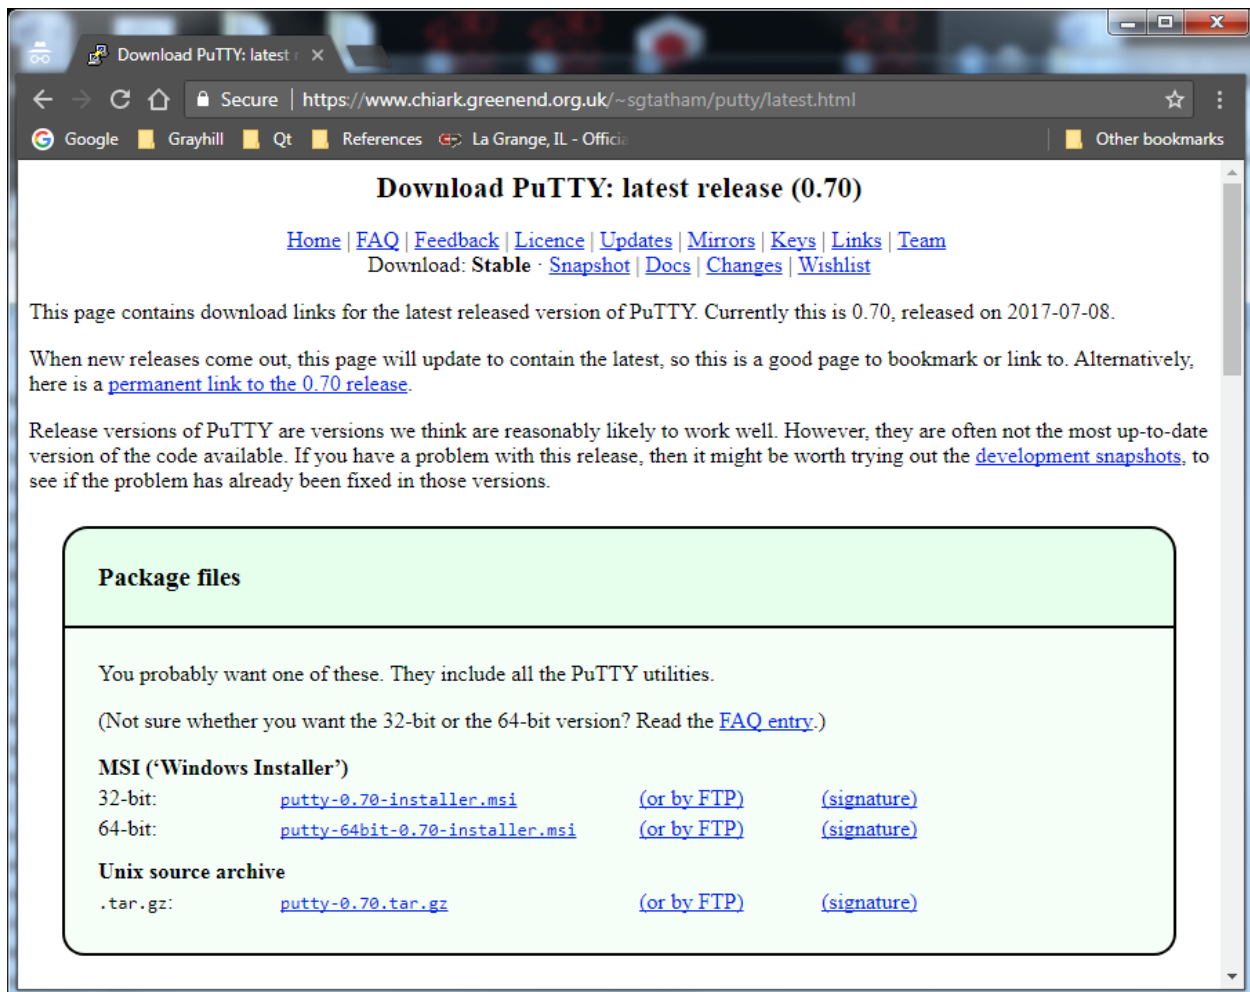 Download PuTTY: latest r
Secure | https://www.chiark.greenend.org.uk/~sgtatham/putty/latest.html
Google Grayhill Qt References La Grange, IL - Officia Other bookmarks
Download PuTTY: latest release (0.70)
Home | FAQ | Feedback | Licence | Updates | Mirrors | Keys | Links | Team
Download: Stable · Snapshot | Docs | Changes | Wishlist
This page contains download links for the latest released version of PuTTY. Currently this is 0.70, released on 2017-07-08.
When new releases come out, this page will update to contain the latest, so this is a good page to bookmark or link to. Alternatively,
here is a permanent link to the 0.70 release.
Release versions of PuTTY are versions we think are reasonably likely to work well. However, they are often not the most up-to-date
version of the code available. If you have a problem with this release, then it might be worth trying out the development snapshots, to
see if the problem has already been fixed in those versions.
Package files
You probably want one of these. They include all the PuTTY utilities.
(Not sure whether you want the 32-bit or the 64-bit version? Read the FAQ entry.)
MSI (‘Windows Installer’)
32-bit: putty-0.70-installer.msi (or by FTP) (signature)
64-bit: putty-64bit-0.70-installer.msi (or by FTP) (signature)
Unix source archive
.tar.gz: putty-0.70.tar.gz (or by FTP) (signature)